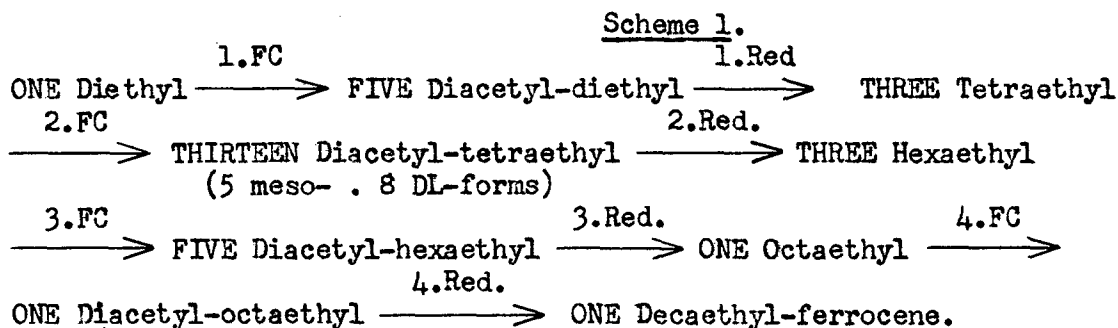 Scheme 1.
1.FC 1.Red
ONE Diethyl → FIVE Diacetyl-diethyl → THREE Tetraethyl
2.FC 2.Red.
→ THIRTEEN Diacetyl-tetraethyl → THREE Hexaethyl
(5 meso- . 8 DL-forms)
3.FC 3.Red. 4.FC
→ FIVE Diacetyl-hexaethyl → ONE Octaethyl →
4.Red.
ONE Diacetyl-octaethyl → ONE Decaethyl-ferrocene.